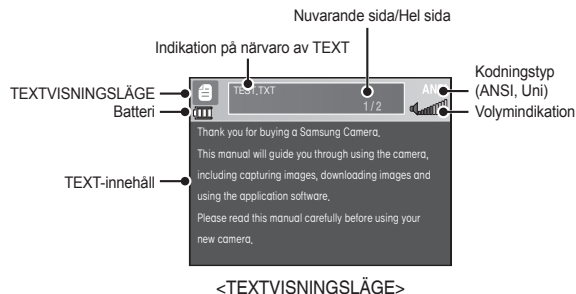 Nuvarande sida/Hel sida
Indikation på närvaro av TEXT
Kodningstyp
(ANSI, Uni)
TEXTVISNINGSLÄGE
Batteri
Volymindikation
TEXT-innehåll
TEST.TXT
1/2
Thank you for buying a Samsung Camera.
This manual will guide you through using the camera,
including capturing images, downloading images and
using the application software.
Please read this manual carefully before using your
new camera.
<TEXTVISNINGSLÄGE>